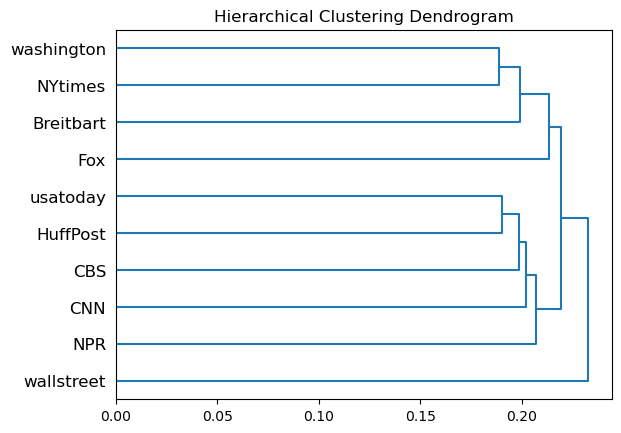 Hierarchical Clustering Dendrogram
washington
NYtimes
Breitbart
Fox
usatoday
HuffPost
CBS
CNN
NPR
wallstreet
0.00 0.05 0.10 0.15 0.20